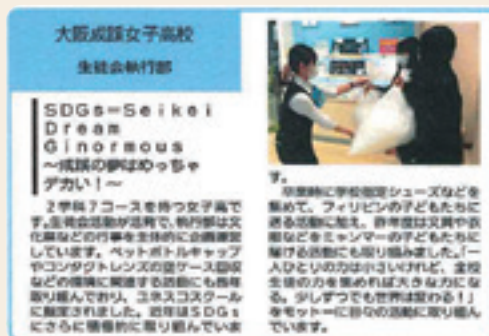 大阪成蹊女子高校
生徒会執行部
SDGs=Seikei
Dream
Ginormous
～成蹊の夢はめっちゃ
デカい！～
２学科７コースを持つ女子高で
す。生徒会活動が活発で、執行部は文
化祭などの行事を主体的に企画運営
しています。ペットボトルキャップ
やコンタクトレンズの空ケース回収
などの環境に関連する活動にも毎年
取り組んでおり、ユネスコスクール
に指定されました。近年はSDGs
にさらに積極的に取り組んでいま
す。
卒業時に学校指定シューズなどを
集めて、フィリピンの子どもたちに
送る活動に加え、昨年度は文具や衣
服などをミャンマーの子どもたちに
届ける活動にも取り組みました。「一
人ひとりの力は小さいけれど、全校
生徒の力を集めれば大きな力にな
る。少しずつでも世界は変わる！」
をモットーに日々の活動に取り組ん
でいます。